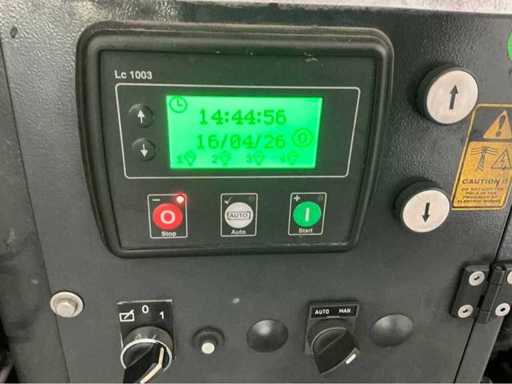 Lc 1003
14:44:56
16/04/26
1 2 3 4
- + 
O AUTO I
Stop Auto Start
CAUTION !!
0
1
AUTO MAN.